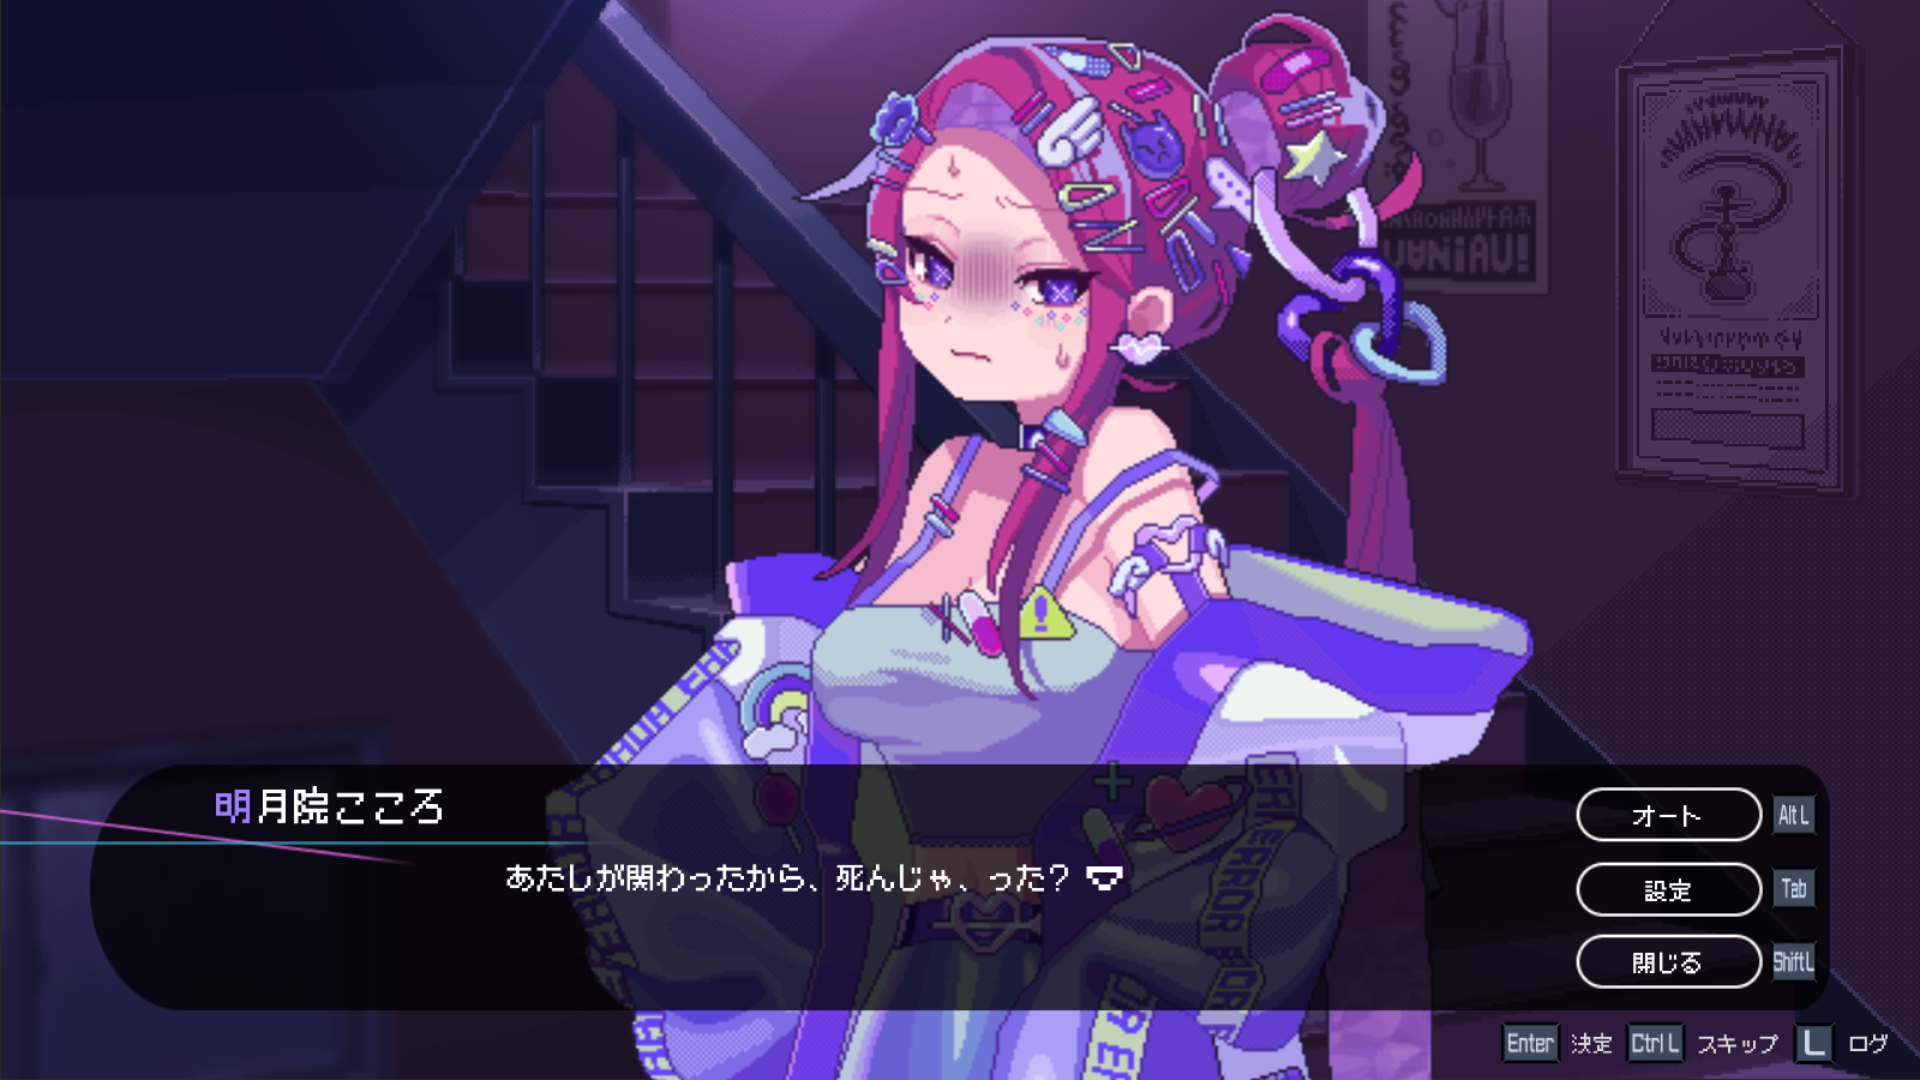 UANiAU!
明月院こころ
あたしが関わったから、死んじゃ、った?
オート
Alt L
設定
Tab
閉じる
Shift L
Enter 決定 Ctrl L スキップ L ログ